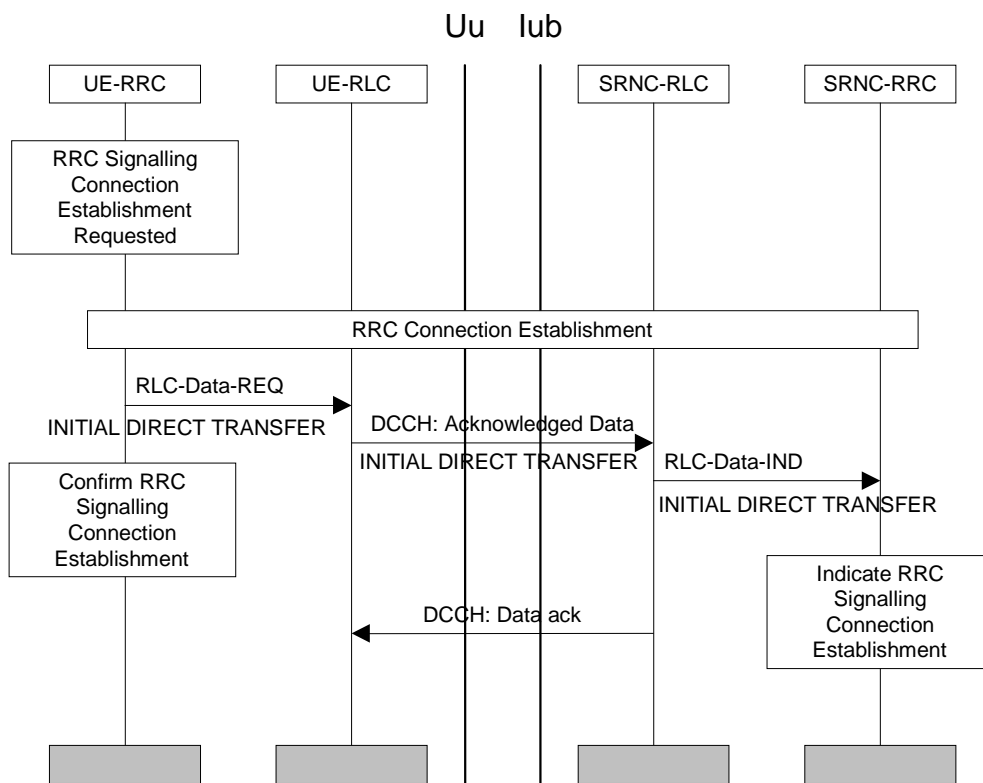 Uu Iub
UE-RRC UE-RLC SRNC-RLC SRNC-RRC
RRC Signalling
Connection
Establishment
Requested
RRC Connection Establishment
RLC-Data-REQ
INITIAL DIRECT TRANSFER
DCCH: Acknowledged Data
INITIAL DIRECT TRANSFER
RLC-Data-IND
INITIAL DIRECT TRANSFER
Confirm RRC
Signalling
Connection
Establishment
Indicate RRC
Signalling
Connection
Establishment
DCCH: Data ack